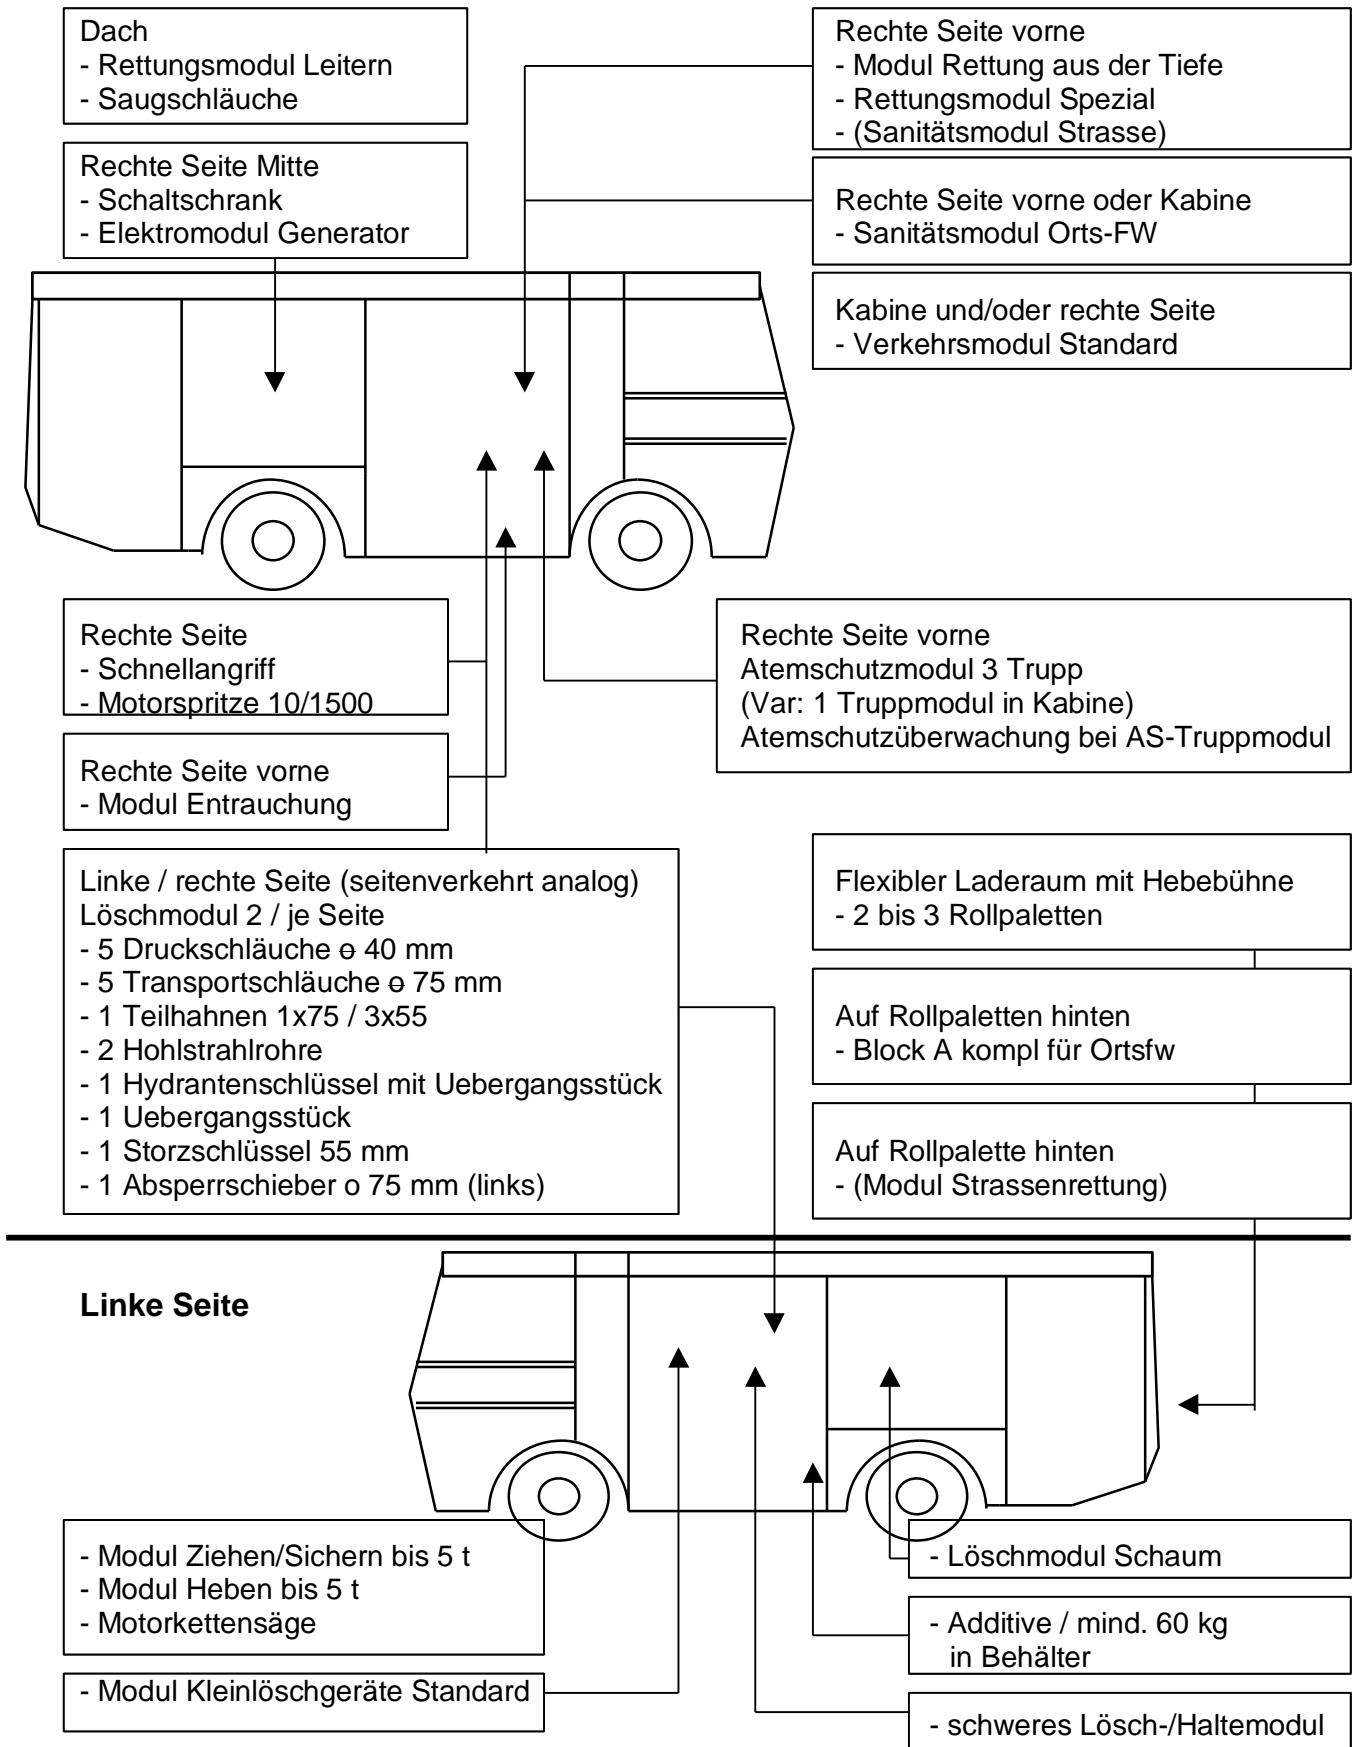 Dach
- Rettungsmodul Leitern
- Saugschläuche
Rechte Seite vorne
- Modul Rettung aus der Tiefe
- Rettungsmodul Spezial
- (Sanitätsmodul Strasse)
Rechte Seite Mitte
- Schaltschrank
- Elektromodul Generator
Rechte Seite vorne oder Kabine
- Sanitätsmodul Orts-FW
Kabine und/oder rechte Seite
- Verkehrsmodul Standard
Rechte Seite
- Schnellangriff
- Motorspritze 10/1500
Rechte Seite vorne
Atemschutzmodul 3 Trupp
(Var: 1 Truppmodul in Kabine)
Atemschutzüberwachung bei AS-Truppmodul
Rechte Seite vorne
- Modul Entrauchung
Linke / rechte Seite (seitenverkehrt analog)
Löschmodul 2 / je Seite
- 5 Druckschläuche ɵ 40 mm
- 5 Transportschläuche ɵ 75 mm
- 1 Teilhahnen 1x75 / 3x55
- 2 Hohlstrahlrohre
- 1 Hydrantenschlüssel mit Uebergangsstück
- 1 Uebergangsstück
- 1 Storzschlüssel 55 mm
- 1 Absperrschieber o 75 mm (links)
Flexibler Laderaum mit Hebebühne
- 2 bis 3 Rollpaletten
Auf Rollpaletten hinten
- Block A kompl für Ortsfw
Auf Rollpalette hinten
- (Modul Strassenrettung)
Linke Seite
- Modul Ziehen/Sichern bis 5 t
- Modul Heben bis 5 t
- Motorkettensäge
- Modul Kleinlöschgeräte Standard
- Löschmodul Schaum
- Additive / mind. 60 kg
in Behälter
- schweres Lösch-/Haltemodul